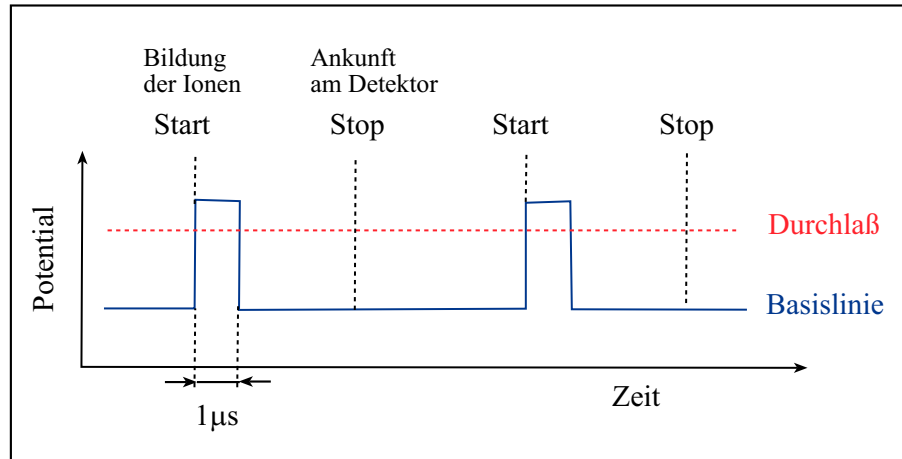 Bildung
der Ionen
Ankunft
am Detektor
Start
Stop
Start
Stop
Potential
Durchlaß
Basislinie
Zeit
1μs